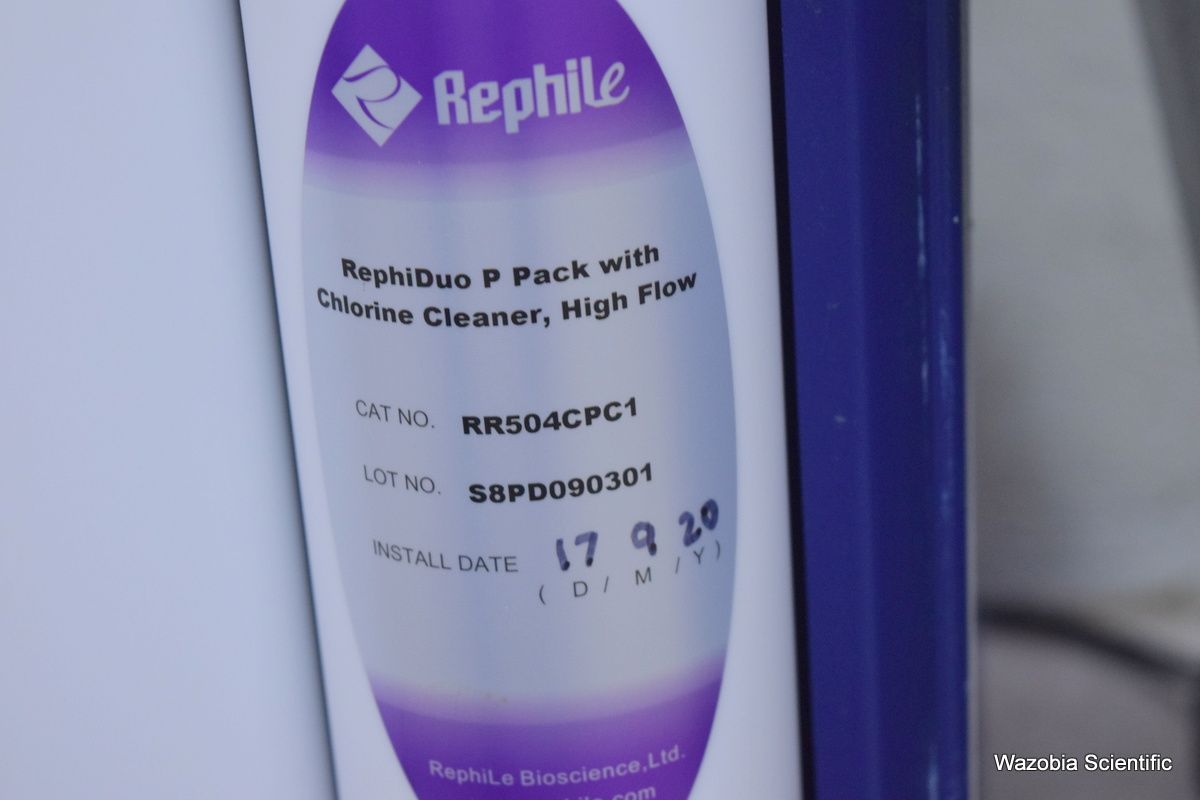 RephiLe
RephiDuo P Pack with
Chlorine Cleaner, High Flow
CAT NO. RR504CPC1
LOT NO. S8PD090301
INSTALL DATE 17 9 20
( D / M / Y )
RephiLe Bioscience,Ltd.
Wazobia Scientific